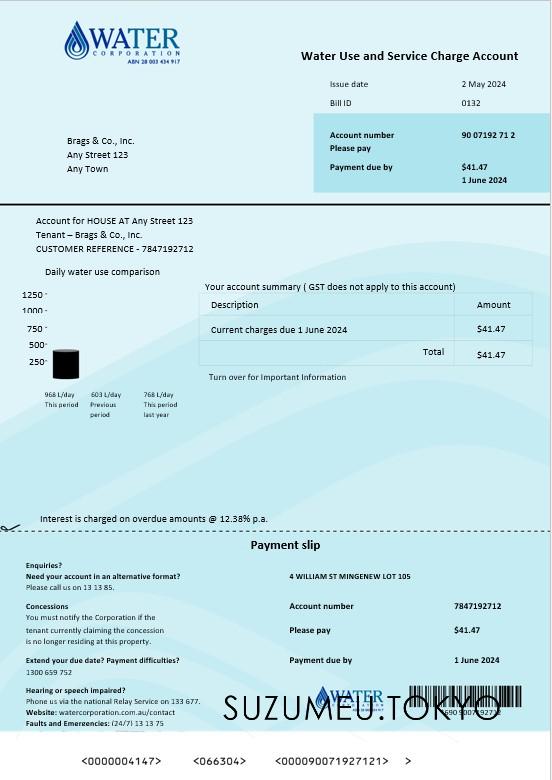 WATER
CORPORATION
ABN 28 003 434 917
Water Use and Service Charge Account
Issue date 2 May 2024
Bill ID 0132
Account number 90 07192 71 2
Please pay
Payment due by $41.47
1 June 2024
Brags & Co., Inc.
Any Street 123
Any Town
Account for HOUSE AT Any Street 123
Tenant – Brags & Co., Inc.
CUSTOMER REFERENCE - 7847192712
Daily water use comparison
1250
1000
750
500
250
968 L/day 603 L/day 768 L/day
This period Previous This period
period last year
Your account summary ( GST does not apply to this account)
Description Amount
Current charges due 1 June 2024 $41.47
Total $41.47
Turn over for Important Information
Interest is charged on overdue amounts @ 12.38% p.a.
Payment slip
Enquiries?
Need your account in an alternative format?
Please call us on 13 13 85.
Concessions
You must notify the Corporation if the
tenant currently claiming the concession
is no longer residing at this property.
Extend your due date? Payment difficulties?
1300 659 752
Hearing or speech impaired?
Phone us via the national Relay Service on 133 677.
Website: watercorporation.com.au/contact
Faults and Emergencies: (24/7) 13 13 75
4 WILLIAM ST MINGENEW LOT 105
Account number 7847192712
Please pay $41.47
Payment due by 1 June 2024
WATER
SUZUMEU.TOKYO
<0000004147> <066304> <000090071927121> >